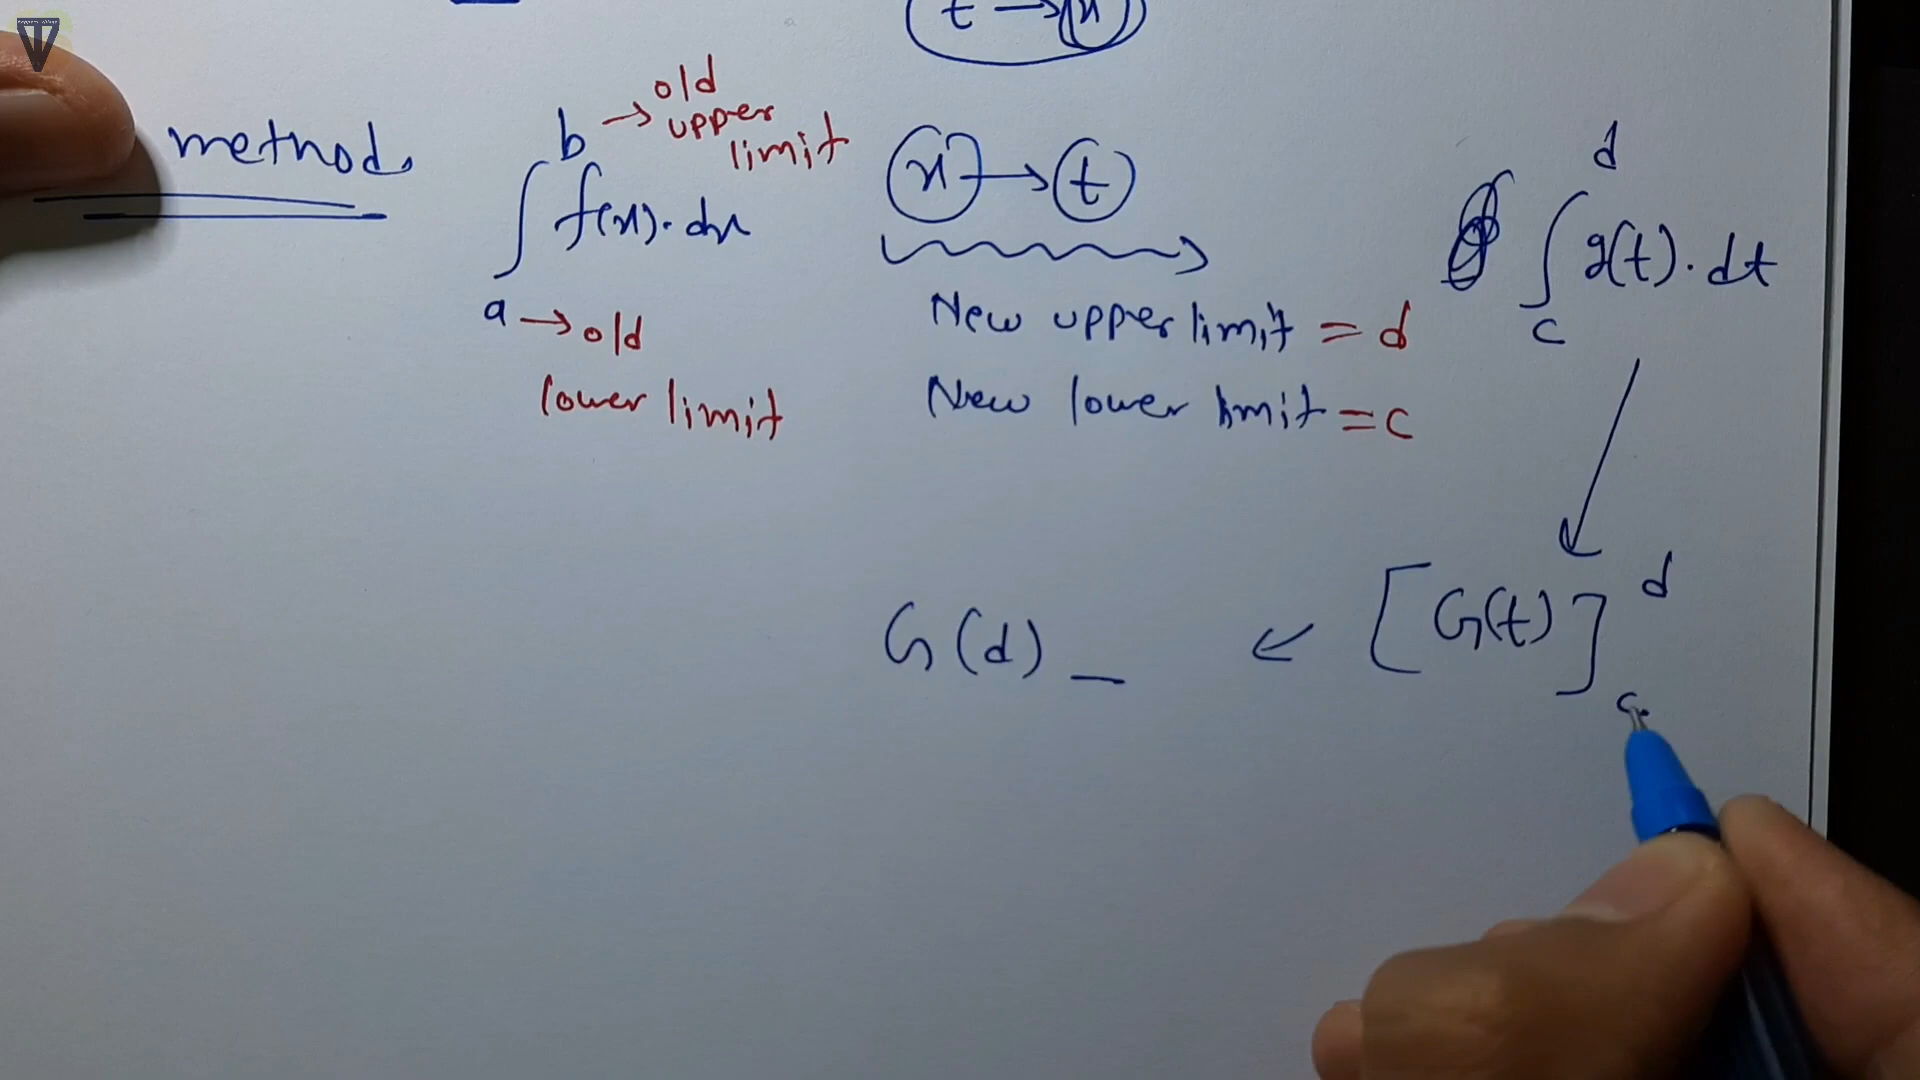 t → x
method.
b → old upper limit
∫ f(x). dx
a → old lower limit
x → t
New upper limit = d
New lower limit = c
d
∫ g(t). dt
c
[G(t)] d
c
G(d) _ ←